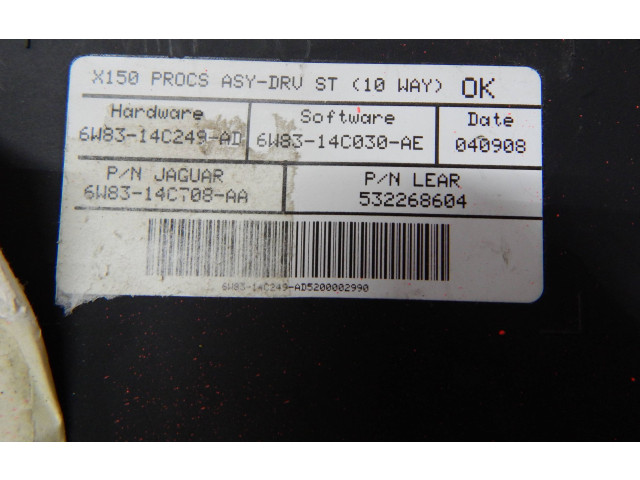 X150 PROCS ASY-DRV ST (10 WAY) OK
Hardware Software Date
6W83-14C249-AD 6W83-14C030-AE 040908
P/N JAGUAR P/N LEAR
6W83-14C708-AA 532268604
6W83-14C249-AD5200002990